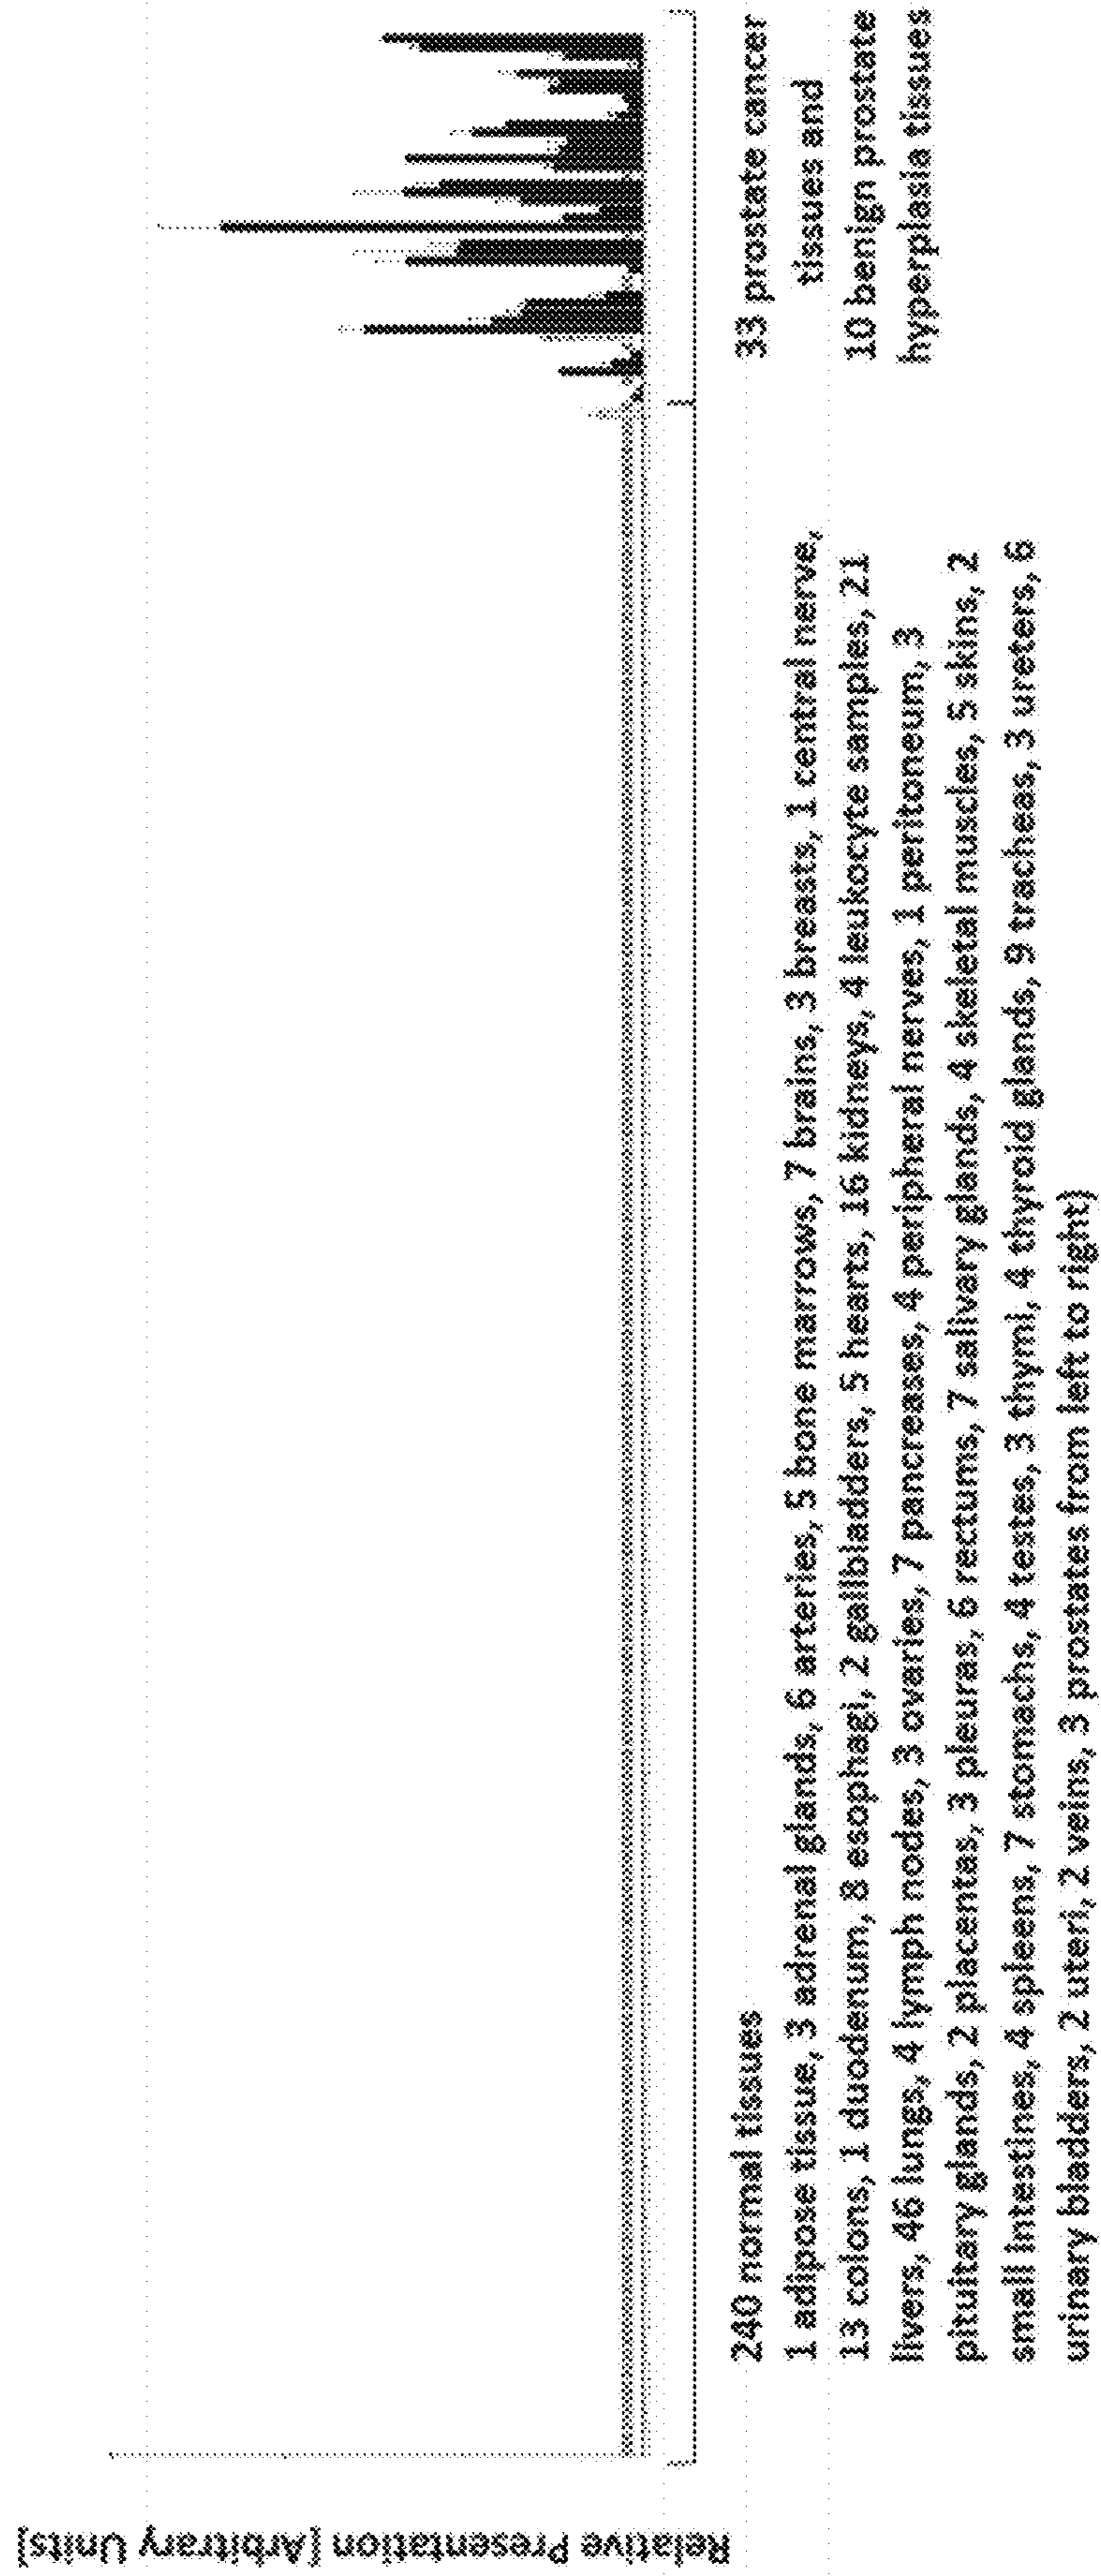 Relative Presentation [Arbitrary Units]
240 normal tissues
1 adipose tissue, 3 adrenal glands, 6 arteries, 5 bone marrows, 7 brains, 3 breasts, 1 central nerve,
13 colons, 1 duodenum, 8 esophagi, 2 gallbladders, 5 hearts, 16 kidneys, 4 leukocyte samples, 21
livers, 46 lungs, 4 lymph nodes, 3 ovaries, 7 pancreases, 4 peripheral nerves, 1 peritoneum, 3
pituitary glands, 2 placentas, 3 pleuras, 6 rectums, 7 salivary glands, 4 skeletal muscles, 5 skins, 2
small intestines, 4 spleens, 7 stomachs, 4 testes, 3 thymi, 4 thyroid glands, 9 tracheas, 3 ureters, 6
urinary bladders, 2 uteri, 2 veins, 3 prostates from left to right)
33 prostate cancer
tissues and
10 benign prostate
hyperplasia tissues